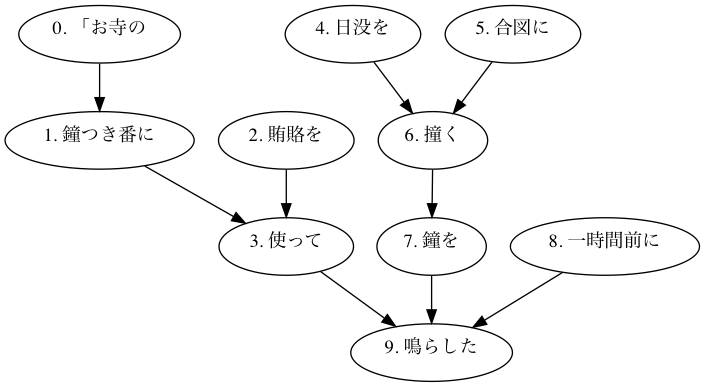 0. 「お寺の
4. 日没を
5. 合図に
1. 鐘つき番に
2. 賄賂を
6. 撞く
3. 使って
7. 鐘を
8. 一時間前に
9. 鳴らした